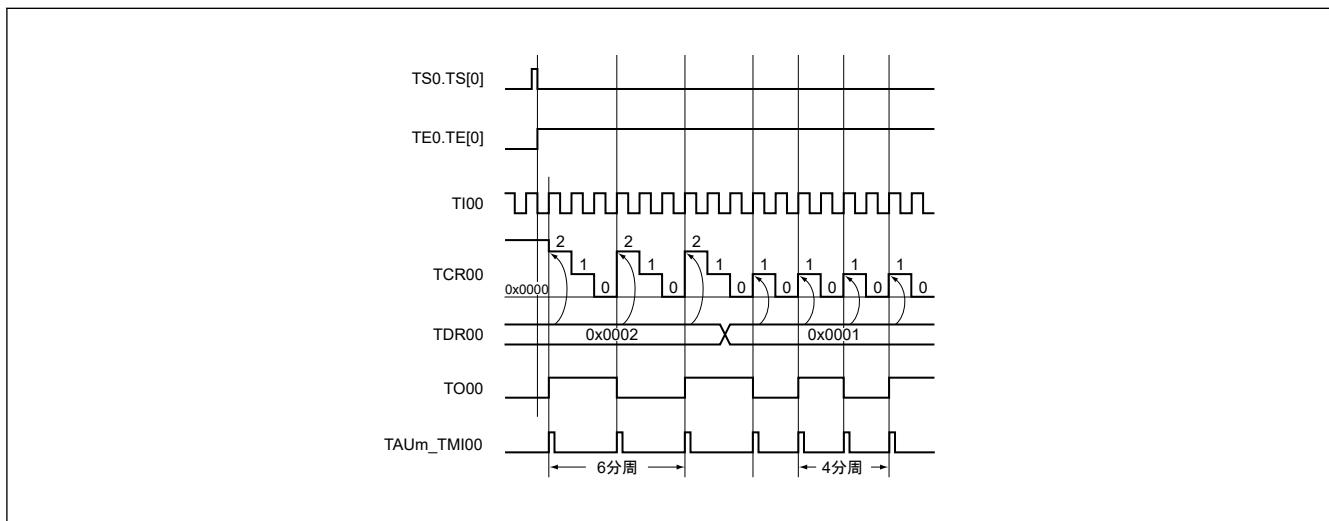 TS0.TS[0]
TE0.TE[0]
TI00
2 2 2
1 1 1 1 1 1 1
TCR00
0 0 0 0 0 0 0
0x0000
TDR00
0x0002 0x0001
TO00
TAUm_TMI00
6分周 4分周